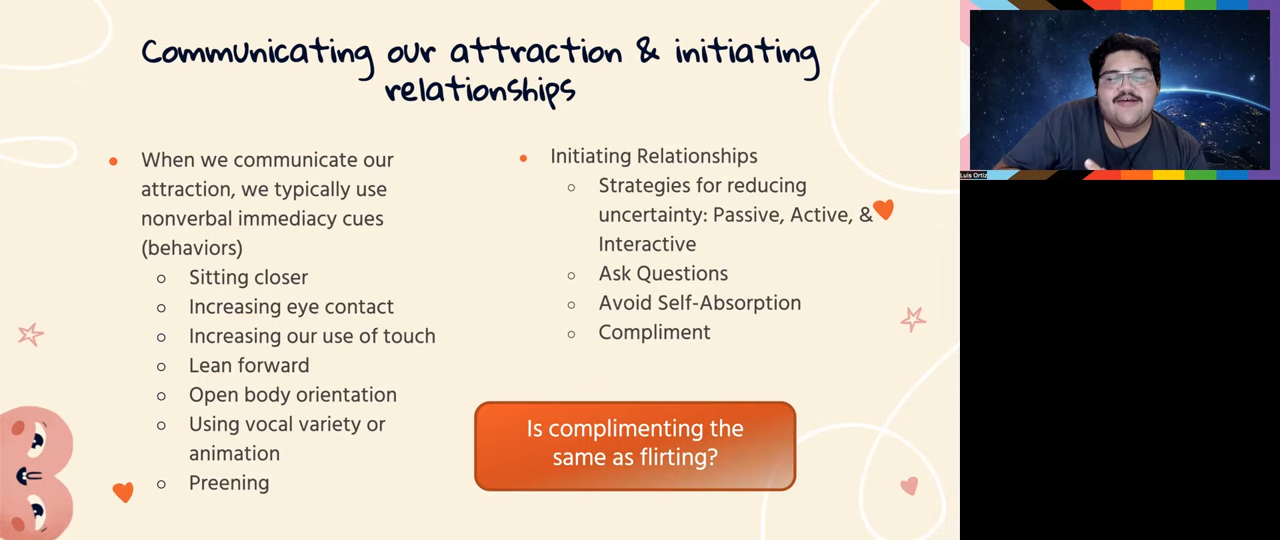 Communicating our attraction & initiating
relationships
When we communicate our
attraction, we typically use
nonverbal immediacy cues
(behaviors)
Sitting closer
Increasing eye contact
Increasing our use of touch
Lean forward
Open body orientation
Using vocal variety or
animation
Preening
Initiating Relationships
Strategies for reducing
uncertainty: Passive, Active, &
Interactive
Ask Questions
Avoid Self-Absorption
Compliment
Is complimenting the
same as flirting?
Luis Ortiz